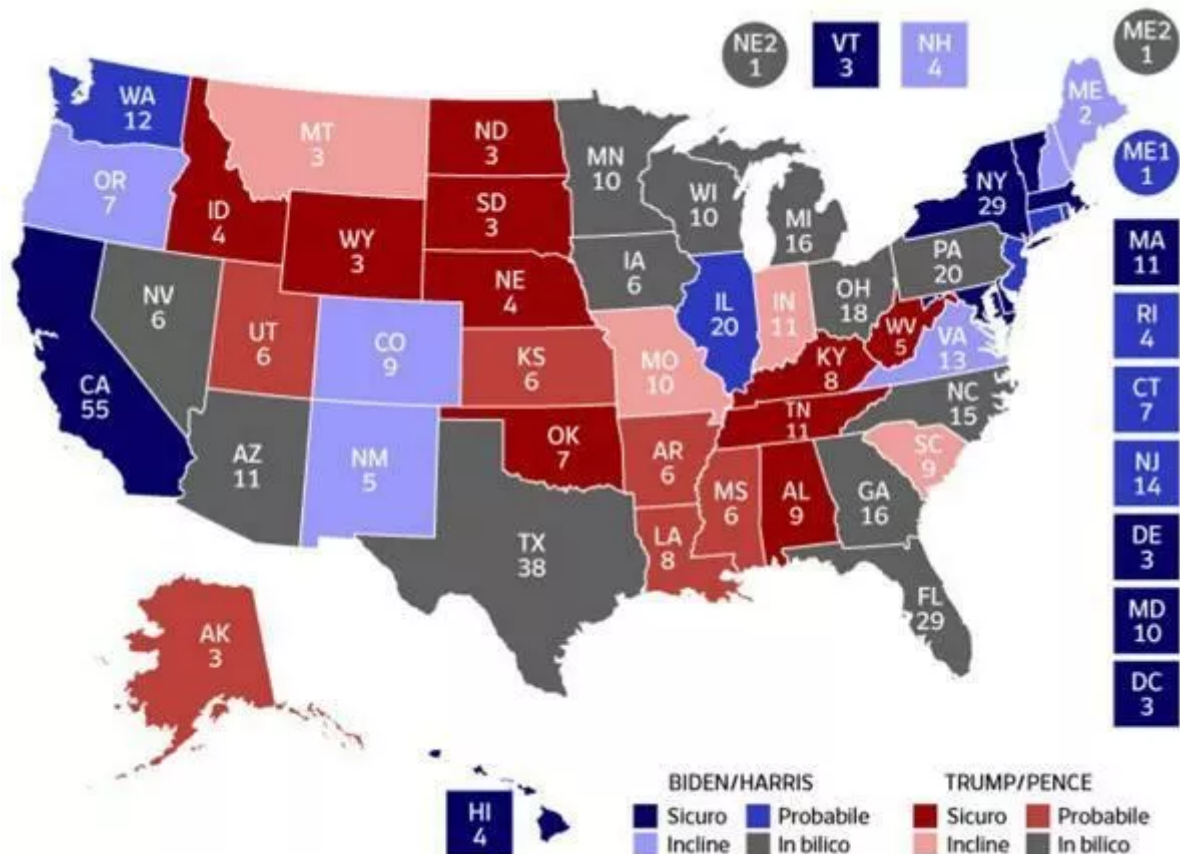 NE2
1
VT
3
NH
4
ME2
1
WA
12
MT
3
ND
3
MN
10
ME
2
ME1
1
OR
7
ID
4
WY
3
SD
3
WI
10
MI
16
NY
29
MA
11
NV
6
UT
6
CO
9
NE
4
IA
6
IL
20
IN
11
OH
18
PA
20
WV
5
VA
13
RI
4
CA
55
KS
6
MO
10
KY
8
NC
15
CT
7
AZ
11
NM
5
OK
7
AR
6
TN
11
SC
9
NJ
14
TX
38
LA
8
MS
6
AL
9
GA
16
FL
29
DE
3
AK
3
MD
10
DC
3
HI
4
BIDEN/HARRIS
Sicuro Probabile
Incline In bilico
TRUMP/PENCE
Sicuro Probabile
Incline In bilico